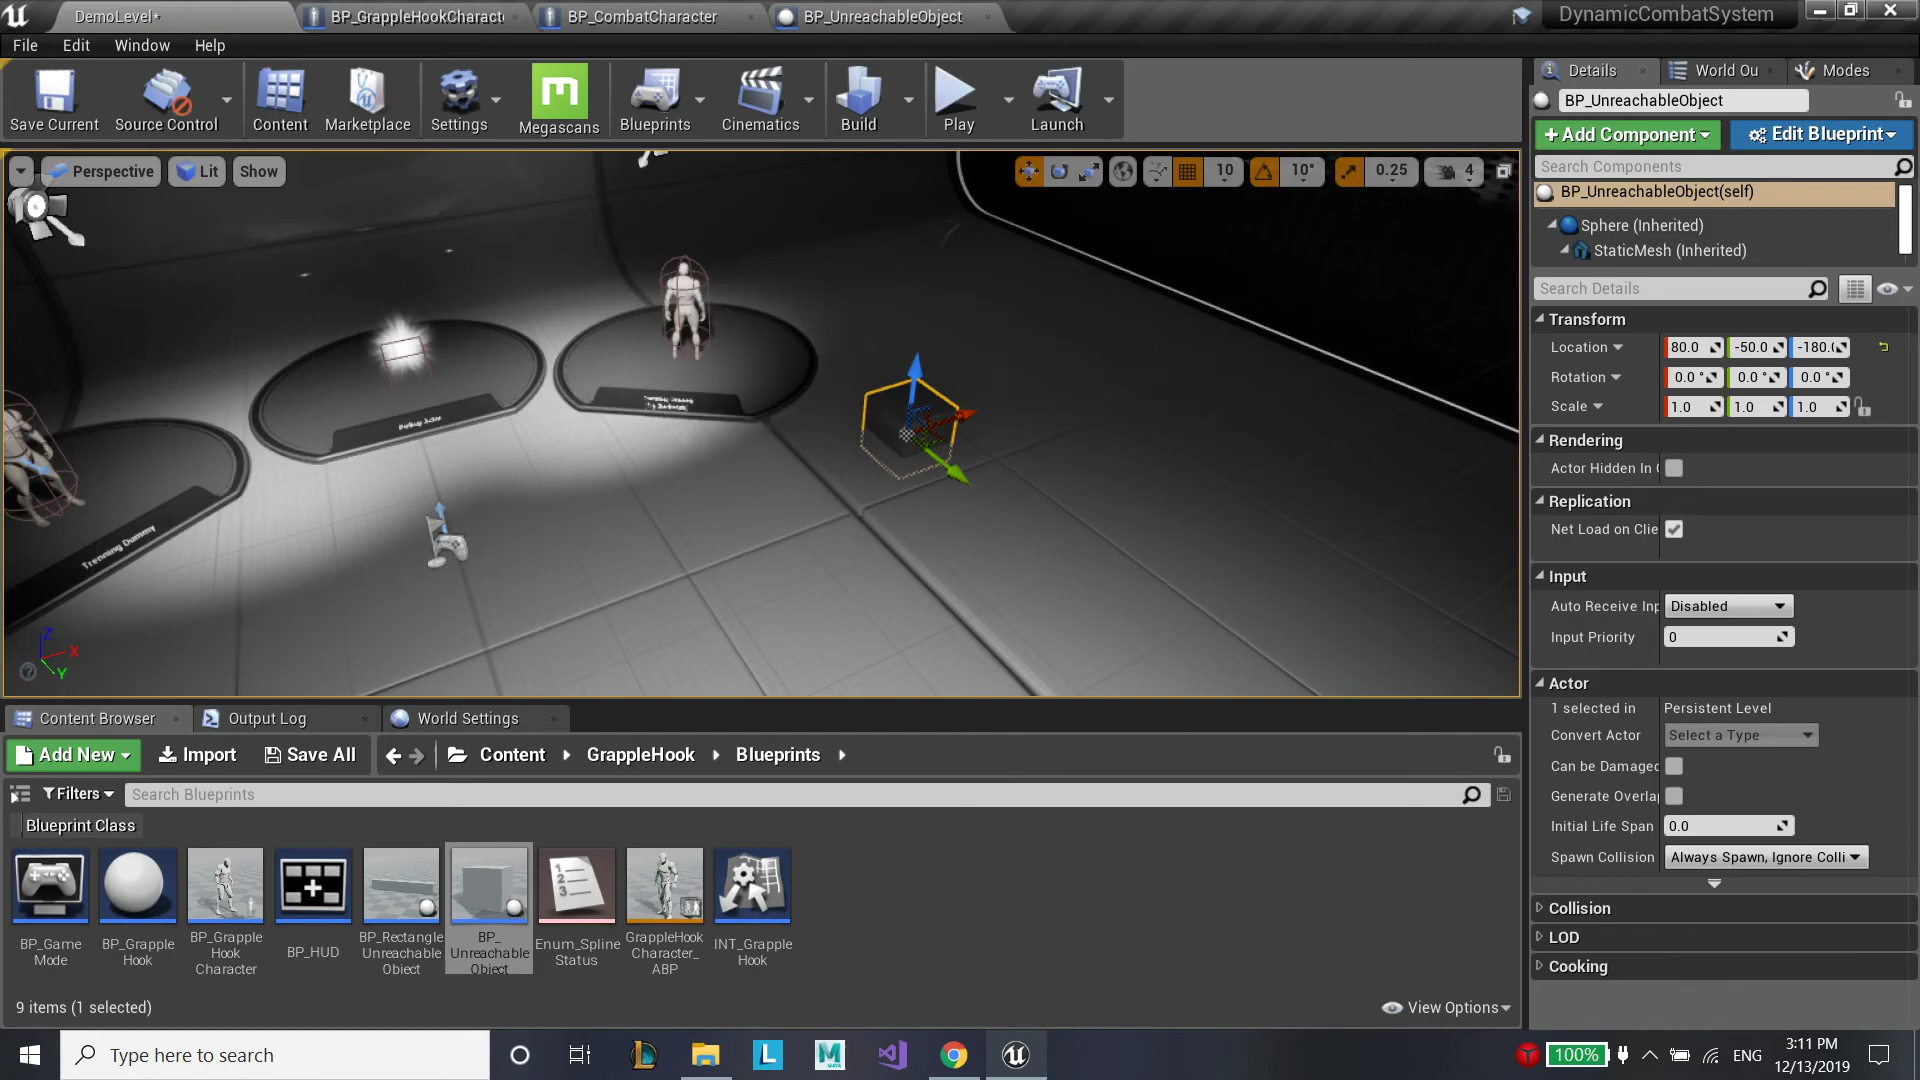 DemoLevel*
BP_GrappleHookCharact
BP_CombatCharacter
BP_UnreachableObject
DynamicCombatSystem
File Edit Window Help
Save Current
Source Control
Content
Marketplace
Settings
Megascans
Blueprints
Cinematics
Build
Play
Launch
Perspective
Lit
Show
10
10°
0.25
4
Trenning Dummy
Z
X
Y
Details
World Ou
Modes
BP_UnreachableObject
+ Add Component
Edit Blueprint
Search Components
BP_UnreachableObject(self)
Sphere (Inherited)
StaticMesh (Inherited)
Search Details
Transform
Location 80.0 -50.0 -180.(
Rotation 0.0 ° 0.0 ° 0.0 °
Scale 1.0 1.0 1.0
Rendering
Actor Hidden In G
Replication
Net Load on Clie
Input
Auto Receive Inp Disabled
Input Priority 0
Actor
1 selected in Persistent Level
Convert Actor Select a Type
Can be Damaged
Generate Overlap
Initial Life Span 0.0
Spawn Collision Always Spawn, Ignore Colli
Collision
LOD
Cooking
Content Browser
Output Log
World Settings
Add New
Import
Save All
Content
GrappleHook
Blueprints
Filters
Search Blueprints
Blueprint Class
BP_Game
Mode
BP_Grapple
Hook
BP_Grapple
Hook
Character
BP_HUD
BP_Rectangle
Unreachable
Object
BP_
Unreachable
Object
Enum_Spline
Status
GrappleHook
Character_
ABP
INT_Grapple
Hook
9 items (1 selected)
View Options
Type here to search
100%
ENG
3:11 PM
12/13/2019